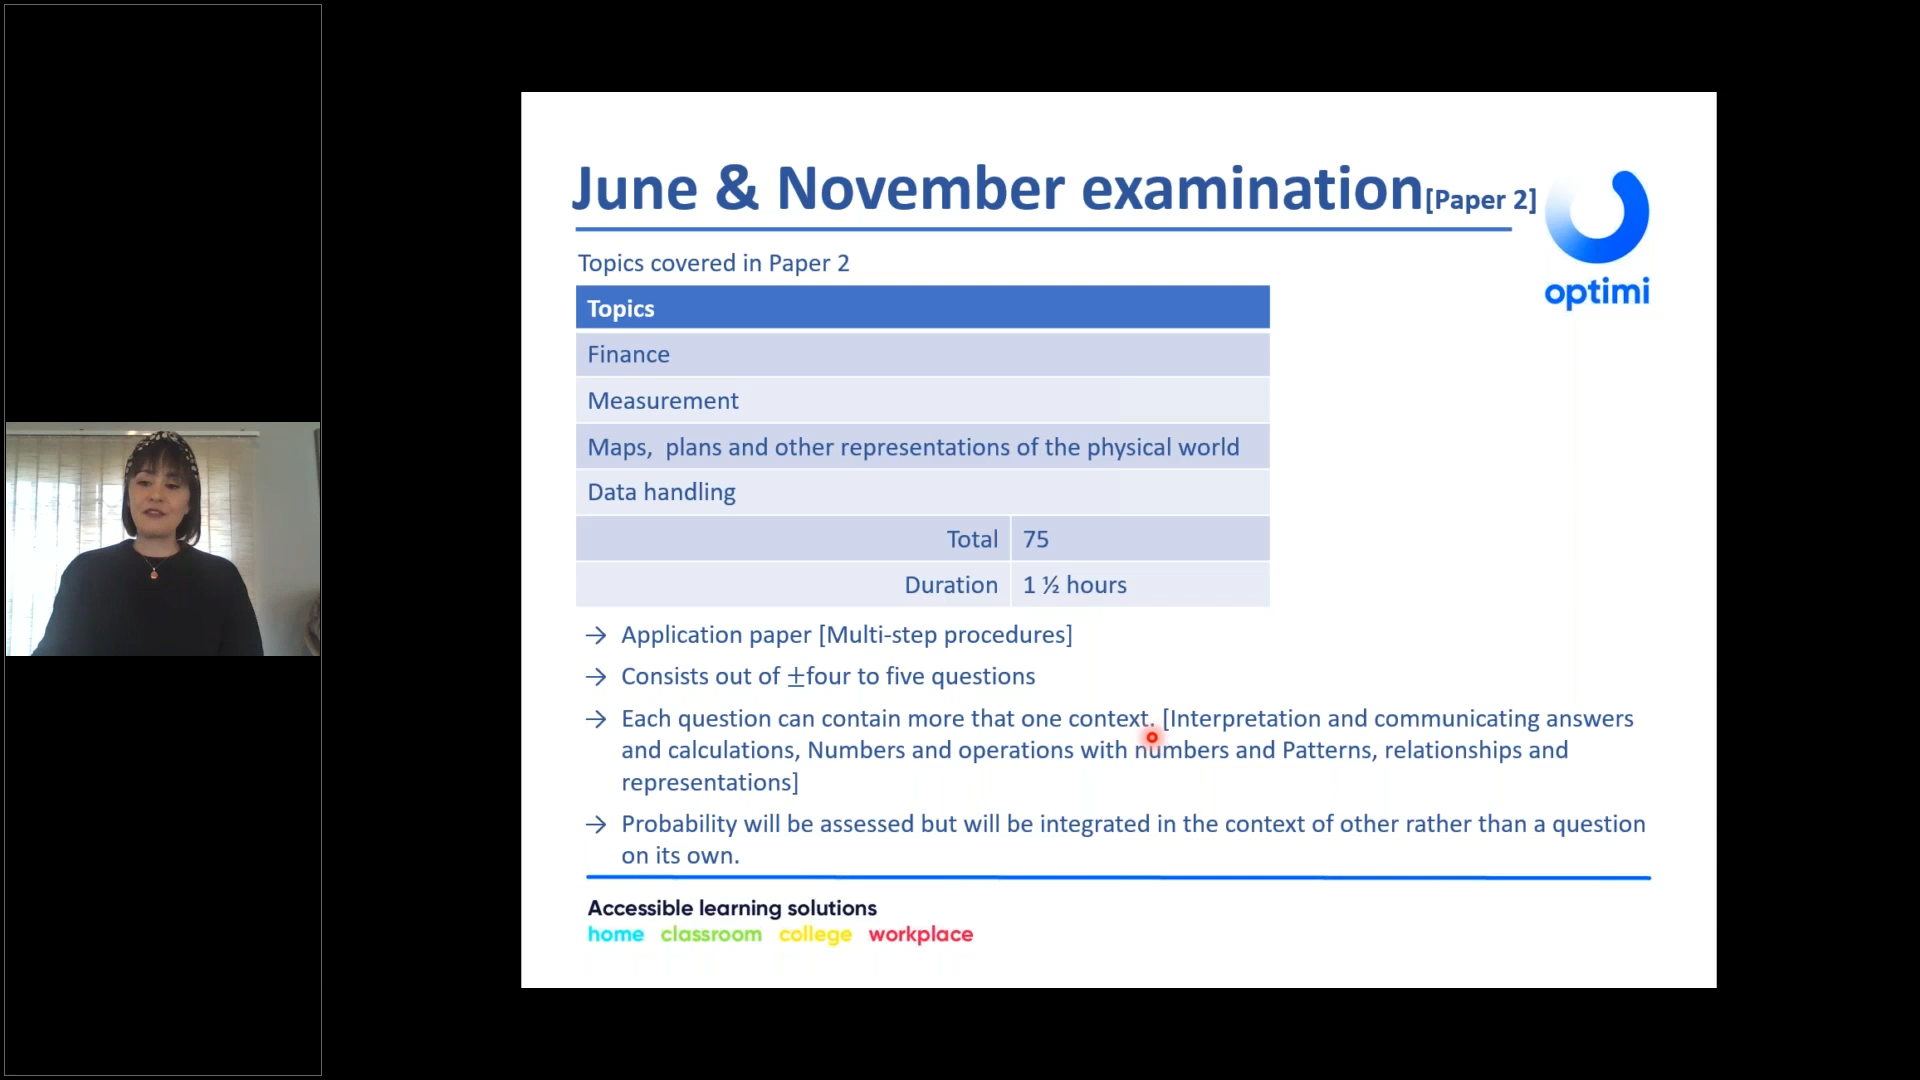 June & November examination[Paper 2]
optimi
Topics covered in Paper 2
Topics
Finance
Measurement
Maps,  plans and other representations of the physical world
Data handling
Total 75
Duration 1 ½ hours
→ Application paper [Multi-step procedures]
→ Consists out of ±four to five questions
→ Each question can contain more that one context. [Interpretation and communicating answers
and calculations, Numbers and operations with numbers and Patterns, relationships and
representations]
→ Probability will be assessed but will be integrated in the context of other rather than a question
on its own.
Accessible learning solutions
home classroom college workplace